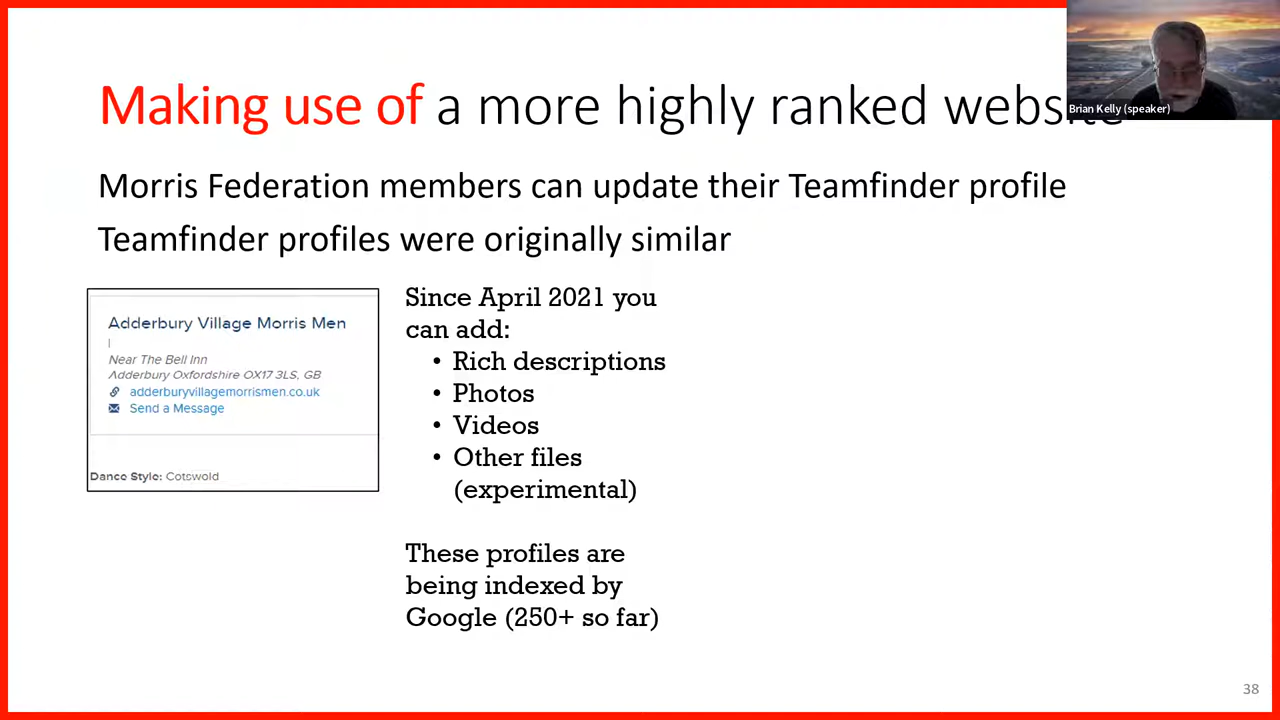 Making use of a more highly ranked website
Brian Kelly (speaker)
Morris Federation members can update their Teamfinder profile
Teamfinder profiles were originally similar
Adderbury Village Morris Men
Near The Bell Inn
Adderbury Oxfordshire OX17 3LS, GB
adderburyvillagemorrismen.co.uk
Send a Message
Dance Style: Cotswold
Since April 2021 you
can add:
• Rich descriptions
• Photos
• Videos
• Other files
(experimental)
These profiles are
being indexed by
Google (250+ so far)
38